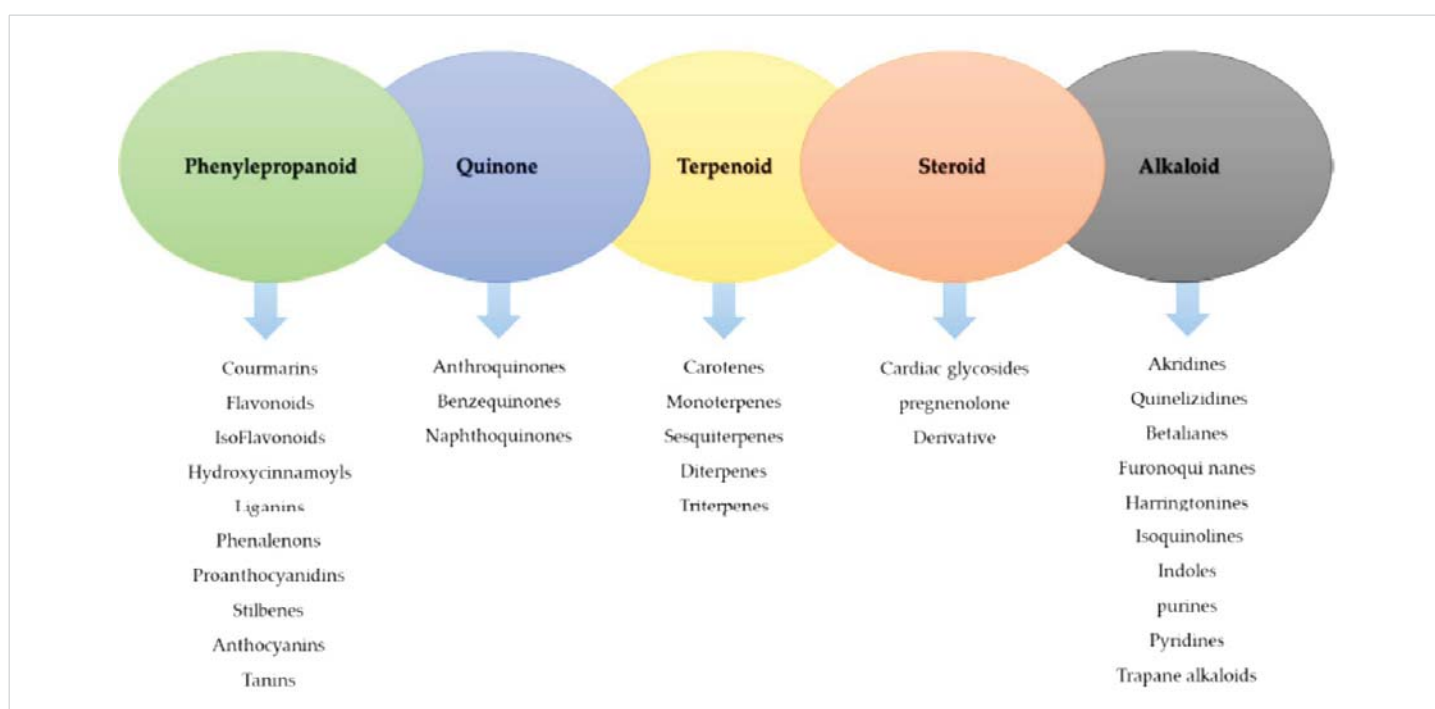 Phenylepropanoid
Quinone
Terpenoid
Steroid
Alkaloid
Courmarins
Flavonoids
IsoFlavonoids
Hydroxycinnamoyls
Liganins
Phenalenons
Proanthocyanidins
Stilbenes
Anthocyanins
Tanins
Anthroquinones
Benzequinones
Naphthoquinones
Carotenes
Monoterpenes
Sesquiterpenes
Diterpenes
Triterpenes
Cardiac glycosides
pregnenolone
Derivative
Akridines
Quinelizidines
Betalianes
Furonoqui nanes
Harringtonines
Isoquinolines
Indoles
purines
Pyridines
Trapane alkaloids